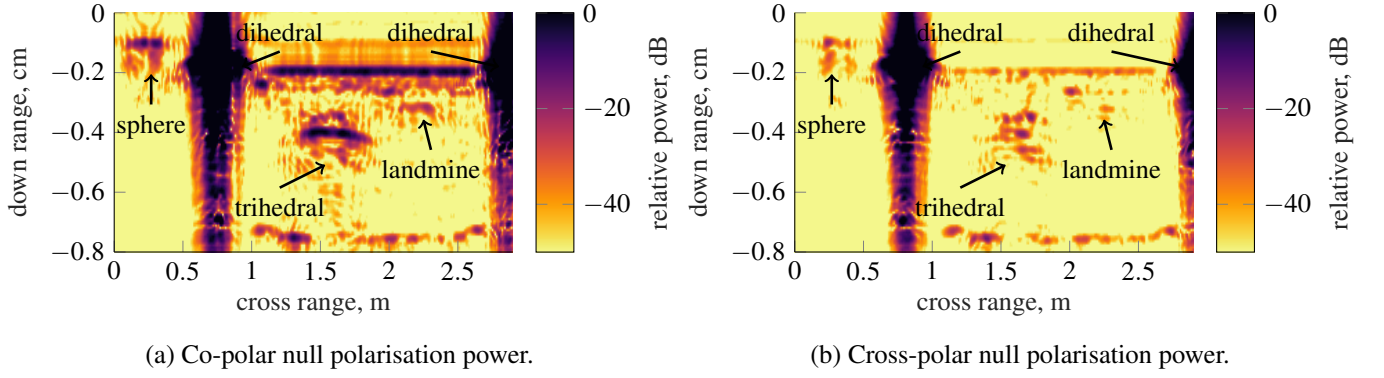 0
−0.2
−0.4
−0.6
−0.8
down range, cm
0
0.5
1
1.5
2
2.5
cross range, m
dihedral
dihedral
sphere
landmine
trihedral
0
−20
−40
relative power, dB
(a) Co-polar null polarisation power.
0
−0.2
−0.4
−0.6
−0.8
down range, cm
0
0.5
1
1.5
2
2.5
cross range, m
dihedral
dihedral
sphere
landmine
trihedral
0
−20
−40
relative power, dB
(b) Cross-polar null polarisation power.